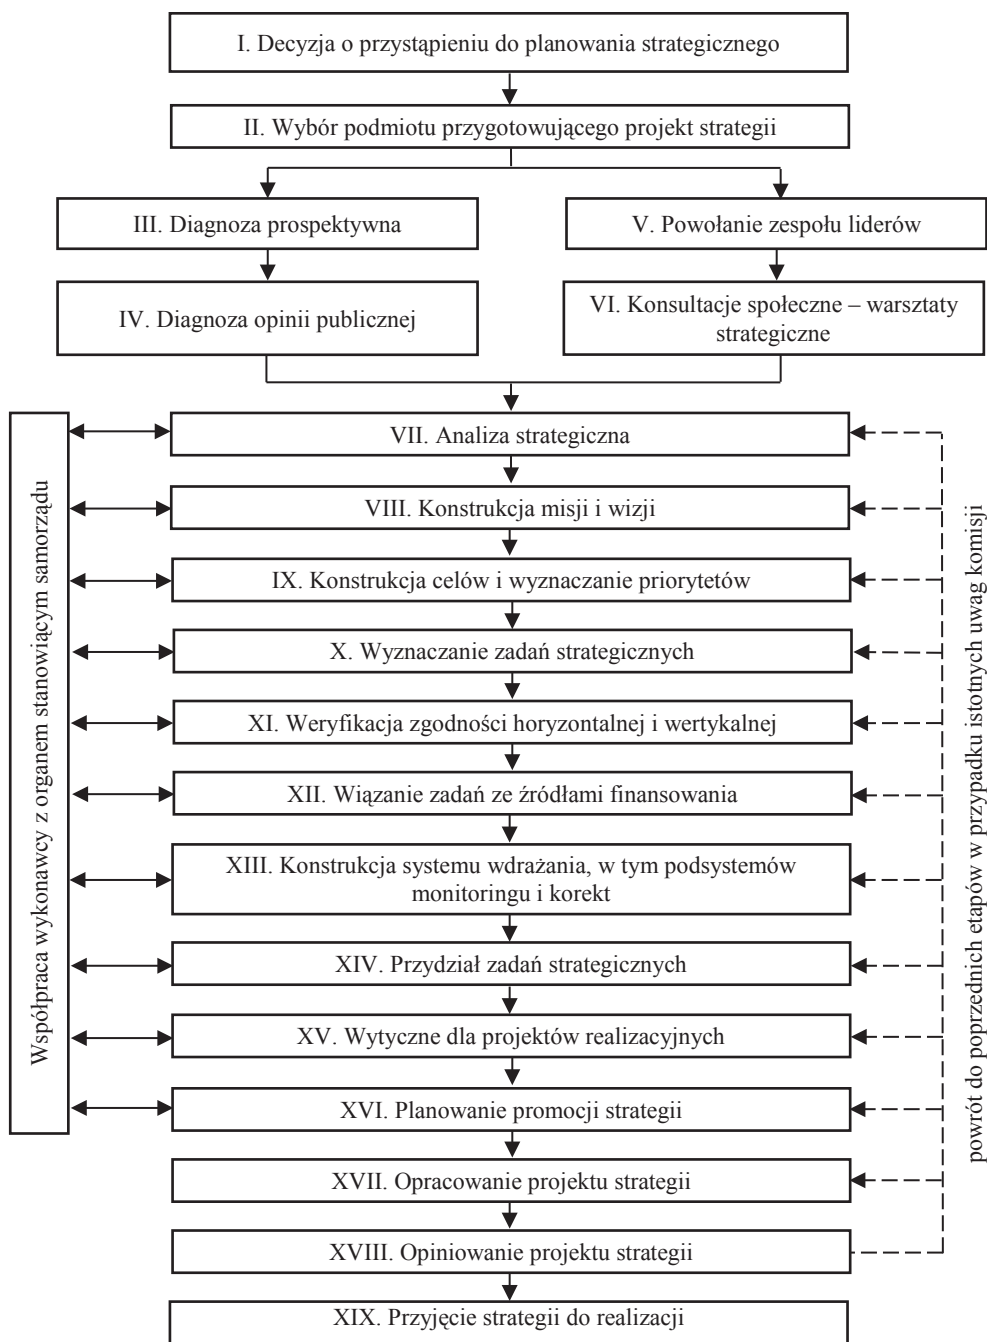 I. Decyzja o przystąpieniu do planowania strategicznego
II. Wybór podmiotu przygotowującego projekt strategii
III. Diagnoza prospektywna
V. Powołanie zespołu liderów
IV. Diagnoza opinii publicznej
VI. Konsultacje społeczne – warsztaty
strategiczne
Współpraca wykonawcy z organem stanowiącym samorządu
VII. Analiza strategiczna
VIII. Konstrukcja misji i wizji
IX. Konstrukcja celów i wyznaczanie priorytetów
X. Wyznaczanie zadań strategicznych
XI. Weryfikacja zgodności horyzontalnej i wertykalnej
XII. Wiązanie zadań ze źródłami finansowania
XIII. Konstrukcja systemu wdrażania, w tym podsystemów
monitoringu i korekt
XIV. Przydział zadań strategicznych
XV. Wytyczne dla projektów realizacyjnych
XVI. Planowanie promocji strategii
XVII. Opracowanie projektu strategii
XVIII. Opiniowanie projektu strategii
XIX. Przyjęcie strategii do realizacji
powrót do poprzednich etapów w przypadku istotnych uwag komisji